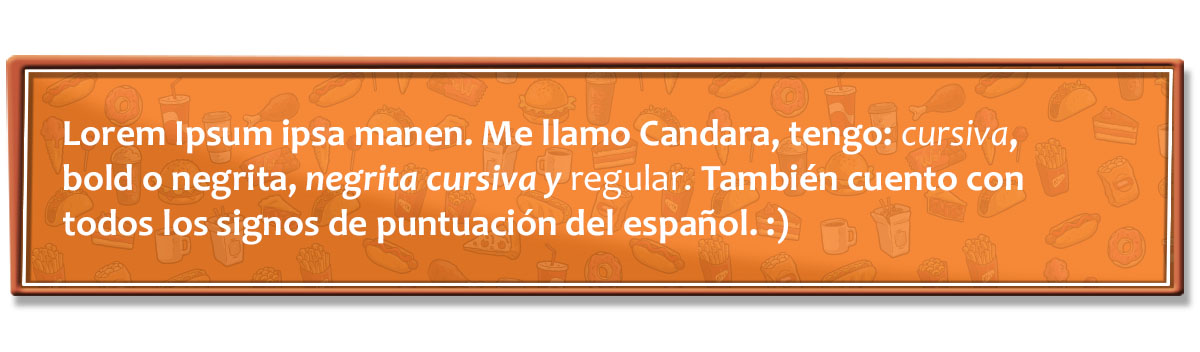 Lorem Ipsum ipsa manen. Me llamo Candara, tengo: cursiva,
bold o negrita, negrita cursiva y regular. También cuento con
todos los signos de puntuación del español. :)